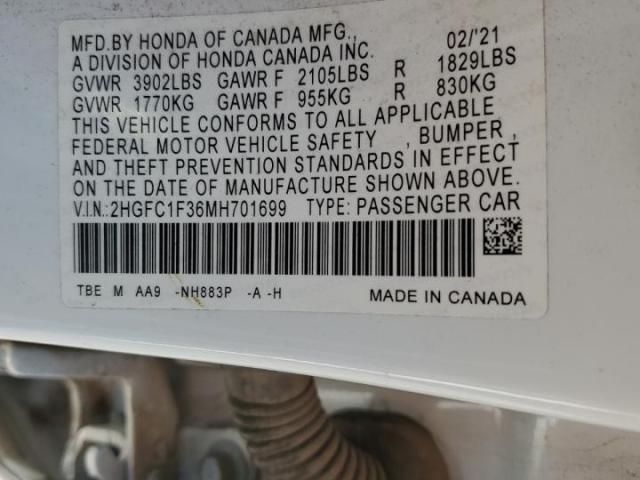 MFD.BY HONDA OF CANADA MFG., 02/'21
A DIVISION OF HONDA CANADA INC.
GVWR 3902LBS GAWR F 2105LBS R 1829LBS
GVWR 1770KG GAWR F 955KG R 830KG
THIS VEHICLE CONFORMS TO ALL APPLICABLE
FEDERAL MOTOR VEHICLE SAFETY , BUMPER ,
AND THEFT PREVENTION STANDARDS IN EFFECT
ON THE DATE OF MANUFACTURE SHOWN ABOVE.
V.I.N.:2HGFC1F36MH701699 TYPE: PASSENGER CAR
TBE M AA9 -NH883P -A -H MADE IN CANADA